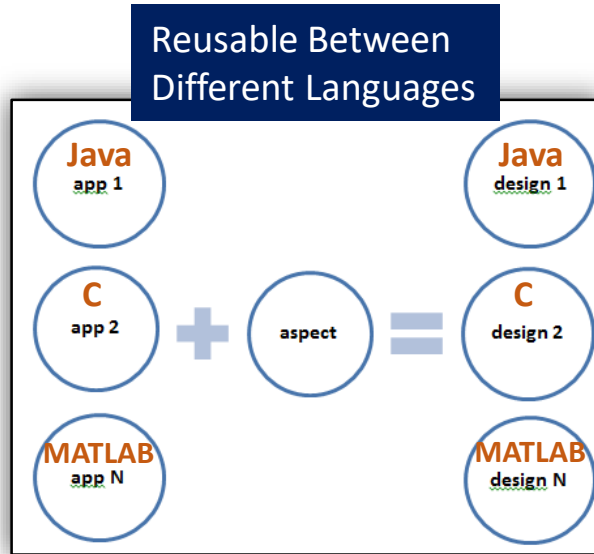 Reusable Between
Different Languages
Java
app 1
Java
design 1
C
app 2
aspect
C
design 2
MATLAB
app N
MATLAB
design N